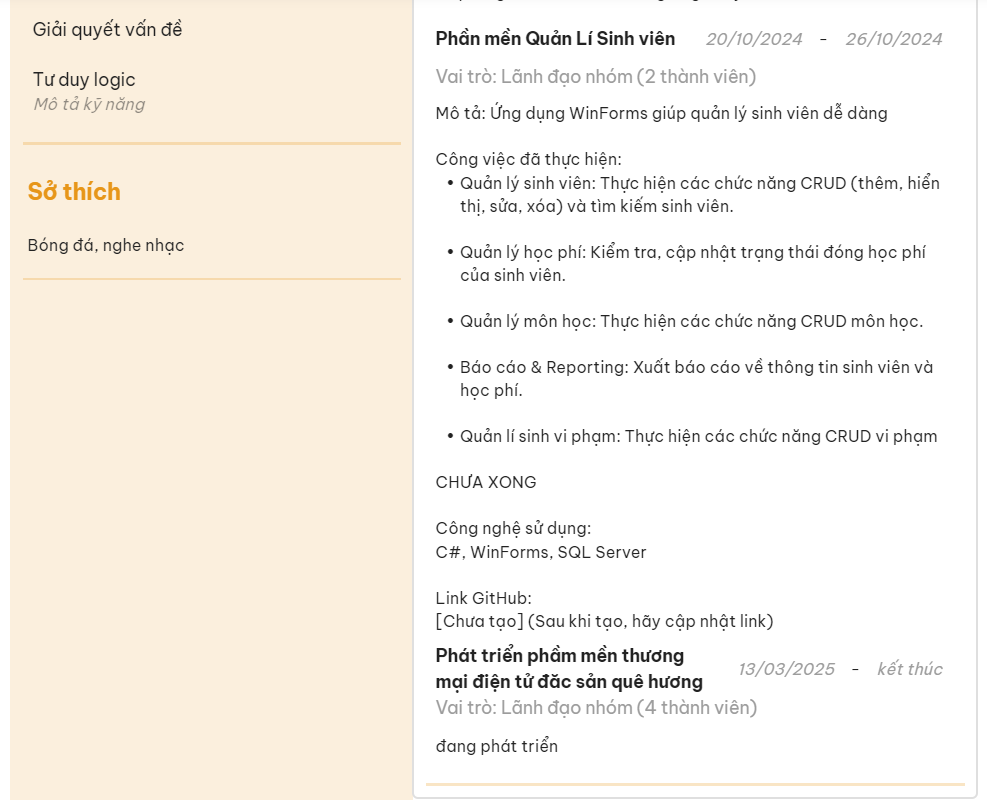 Giải quyết vấn đề
Tư duy logic
Mô tả kỹ năng
Sở thích
Bóng đá, nghe nhạc
Phần mền Quản Lí Sinh viên 20/10/2024 - 26/10/2024
Vai trò: Lãnh đạo nhóm (2 thành viên)
Mô tả: Ứng dụng WinForms giúp quản lý sinh viên dễ dàng
Công việc đã thực hiện:
• Quản lý sinh viên: Thực hiện các chức năng CRUD (thêm, hiển
thị, sửa, xóa) và tìm kiếm sinh viên.
• Quản lý học phí: Kiểm tra, cập nhật trạng thái đóng học phí
của sinh viên.
• Quản lý môn học: Thực hiện các chức năng CRUD môn học.
• Báo cáo & Reporting: Xuất báo cáo về thông tin sinh viên và
học phí.
• Quản lí sinh vi phạm: Thực hiện các chức năng CRUD vi phạm
CHƯA XONG
Công nghệ sử dụng:
C#, WinForms, SQL Server
Link GitHub:
[Chưa tạo] (Sau khi tạo, hãy cập nhật link)
Phát triển phầm mền thương
mại điện tử đăc sản quê hương 13/03/2025 - kết thúc
Vai trò: Lãnh đạo nhóm (4 thành viên)
đang phát triển